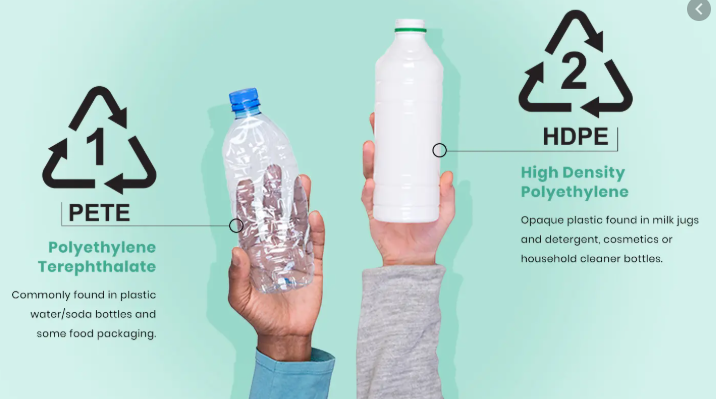 1
PETE
Polyethylene
Terephthalate
Commonly found in plastic
water/soda bottles and
some food packaging.
2
HDPE
High Density
Polyethylene
Opaque plastic found in milk jugs
and detergent, cosmetics or
household cleaner bottles.